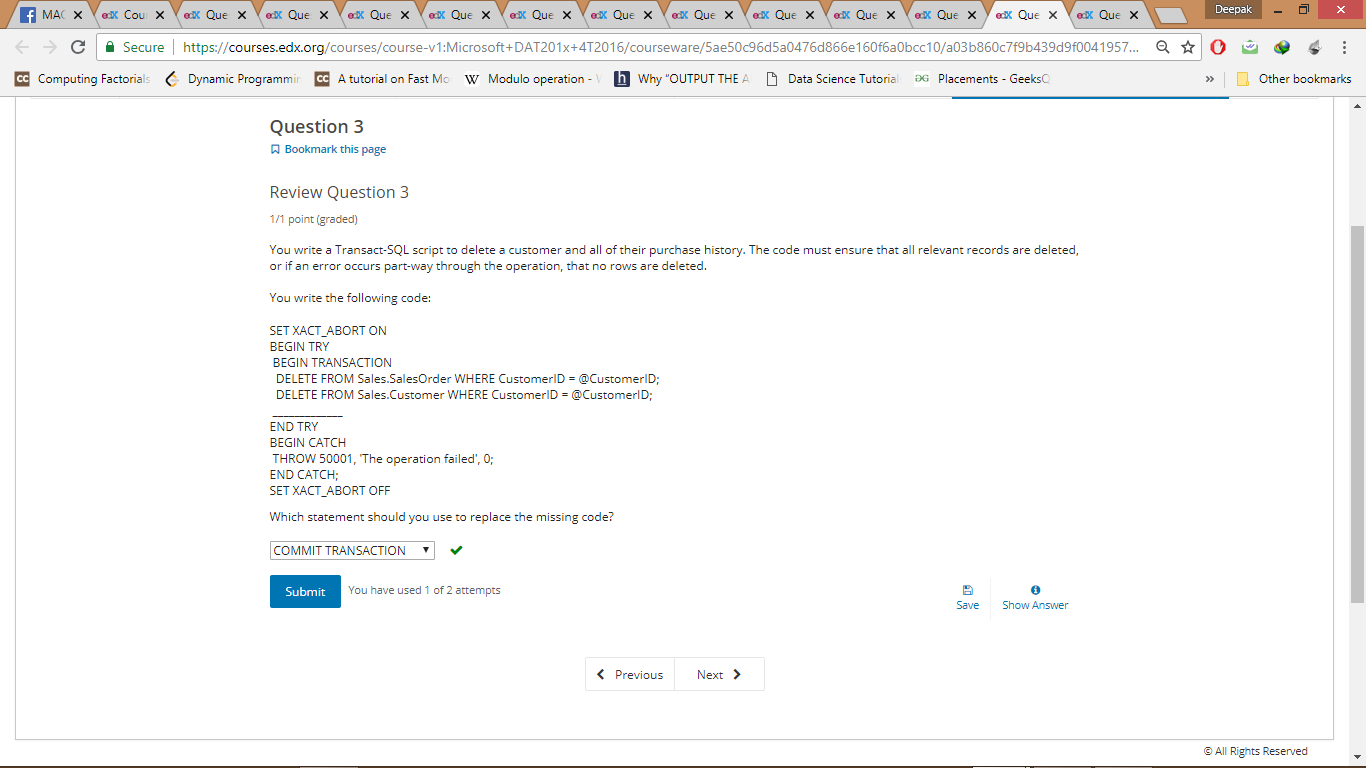 MAC Cou Que Que Que Que Que Que Que Que Que Que Que Que Deepak
Secure https://courses.edx.org/courses/course-v1:Microsoft+DAT201x+4T2016/courseware/5ae50c96d5a0476d866e160f6a0bcc10/a03b860c7f9b439d9f0041957...
Computing Factorials Dynamic Programmin A tutorial on Fast Mo Modulo operation - Why “OUTPUT THE A Data Science Tutorial Placements - GeeksQ » Other bookmarks
Question 3
Bookmark this page
Review Question 3
1/1 point (graded)
You write a Transact-SQL script to delete a customer and all of their purchase history. The code must ensure that all relevant records are deleted,
or if an error occurs part-way through the operation, that no rows are deleted.
You write the following code:
SET XACT_ABORT ON
BEGIN TRY
BEGIN TRANSACTION
DELETE FROM Sales.SalesOrder WHERE CustomerID = @CustomerID;
DELETE FROM Sales.Customer WHERE CustomerID = @CustomerID;
_____________
END TRY
BEGIN CATCH
THROW 50001, 'The operation failed', 0;
END CATCH;
SET XACT_ABORT OFF
Which statement should you use to replace the missing code?
COMMIT TRANSACTION
Submit You have used 1 of 2 attempts
Save Show Answer
Previous Next
© All Rights Reserved